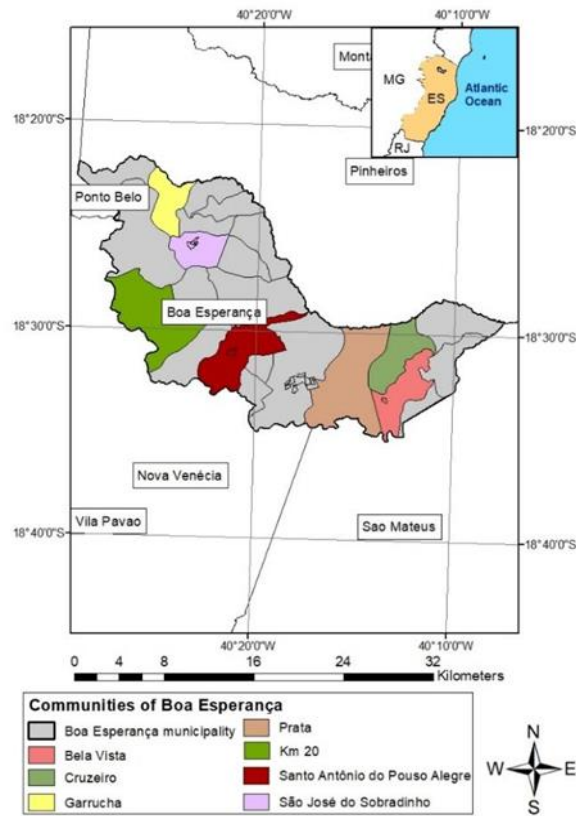 40°20'0"W
40°10'0"W
Mont
MG
ES
Atlantic
Ocean
RJ
18°20'0"S
18°20'0"S
Pinheiros
Ponto Belo
Boa Esperança
18°30'0"S
18°30'0"S
Nova Venécia
Vila Pavao
Sao Mateus
18°40'0"S
18°40'0"S
40°20'0"W
40°10'0"W
0 4 8 16 24 32
Kilometers
Communities of Boa Esperança
Boa Esperança municipality
Bela Vista
Cruzeiro
Garrucha
Prata
Km 20
Santo Antônio do Pouso Alegre
São José do Sobradinho
N
W E
S